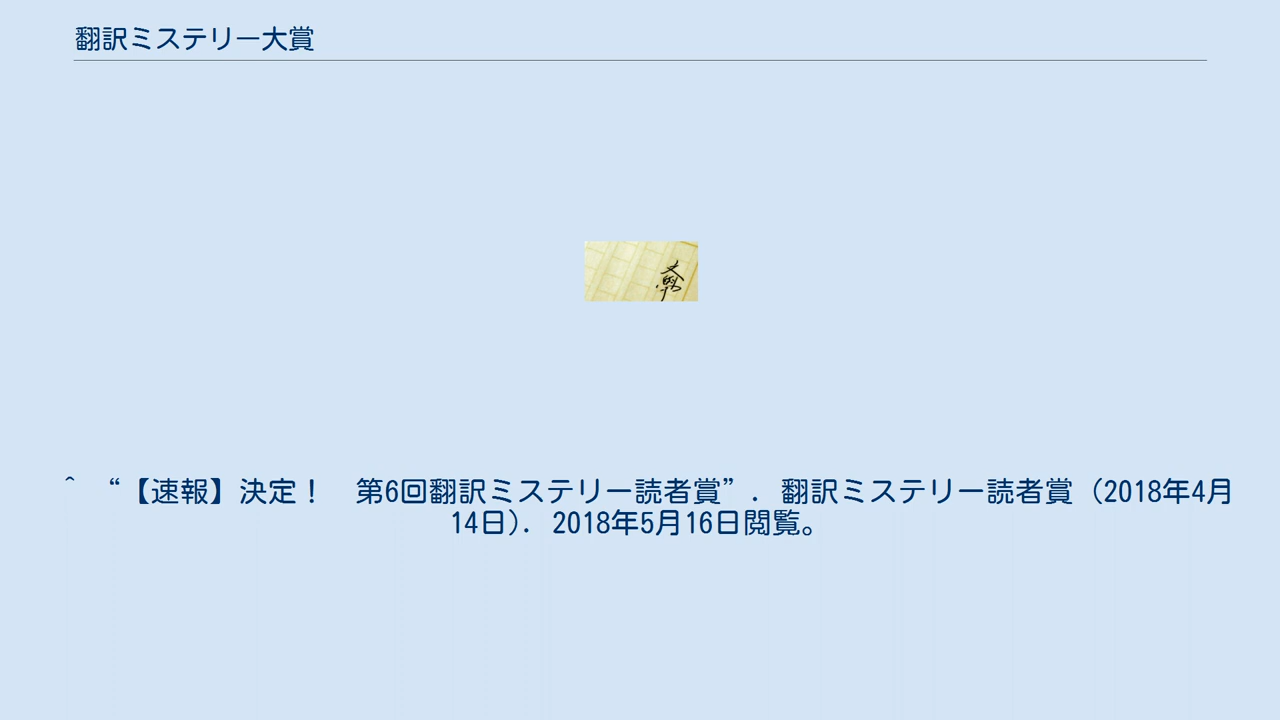 翻訳ミステリー大賞
^ “【速報】決定！　第6回翻訳ミステリー読者賞”. 翻訳ミステリー読者賞 (2018年4月
14日). 2018年5月16日閲覧。